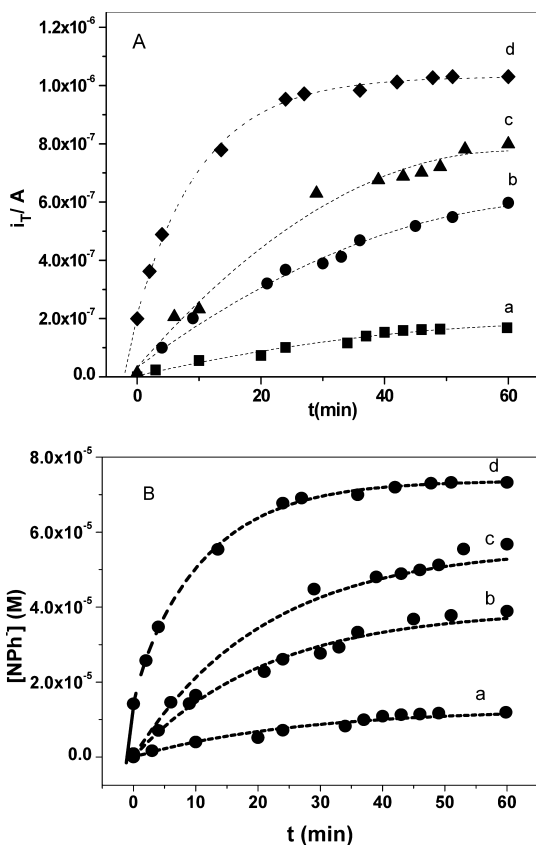 A
d
c
b
a
1.2x10⁻⁶
1.0x10⁻⁶
8.0x10⁻⁷
6.0x10⁻⁷
4.0x10⁻⁷
2.0x10⁻⁷
0.0
i_T/ A
0 20 40 60
t(min)
B
d
c
b
a
8.0x10⁻⁵
6.0x10⁻⁵
4.0x10⁻⁵
2.0x10⁻⁵
0.0
[NPh⁻] (M)
0 10 20 30 40 50 60
t (min)